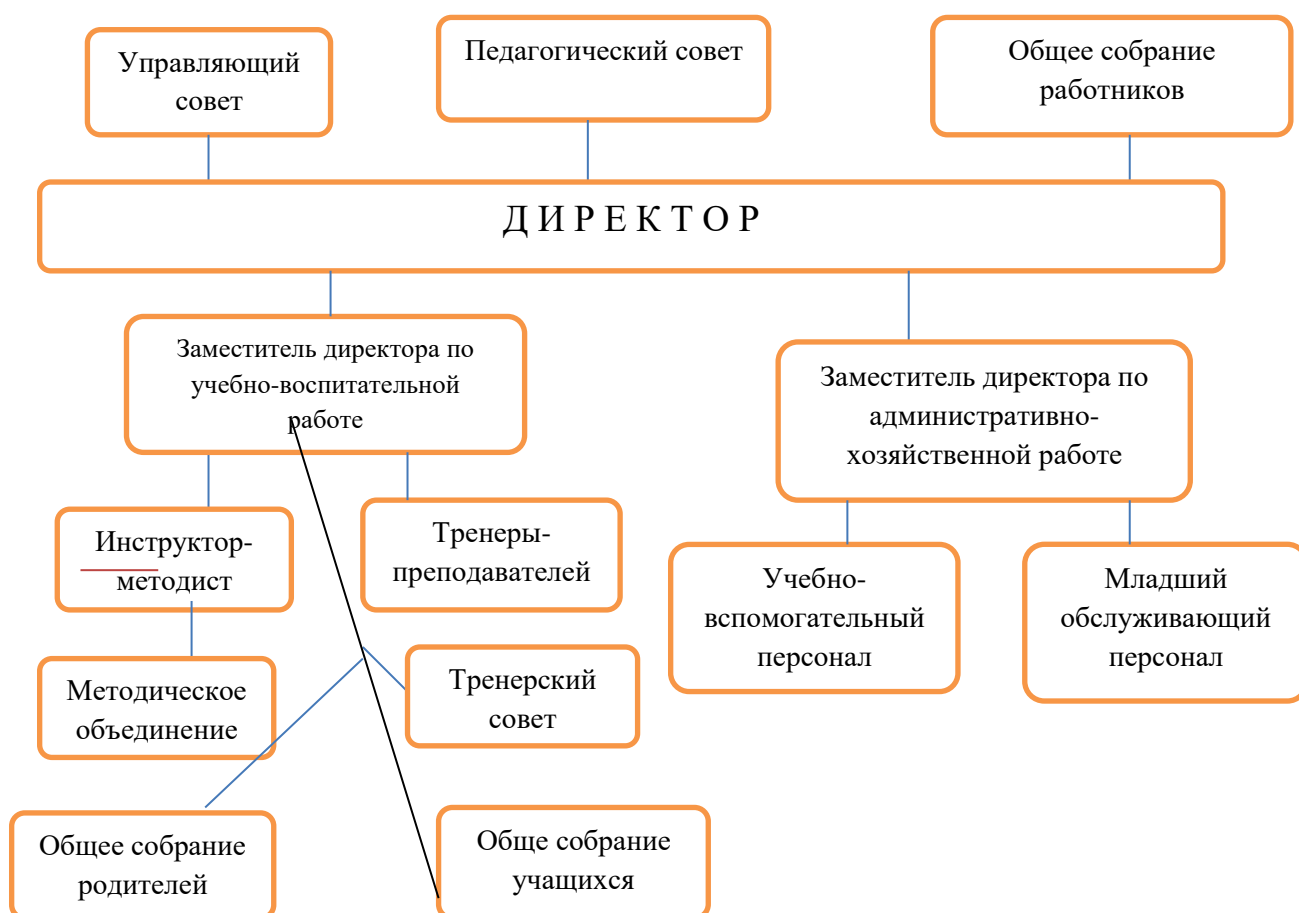 Управляющий
совет
Педагогический совет
Общее собрание
работников
Д И Р Е К Т О Р
Заместитель директора по
учебно-воспитательной
работе
Заместитель директора по
административно-
хозяйственной работе
Инструктор-
методист
Тренеры-
преподавателей
Учебно-
вспомогательный
персонал
Младший
обслуживающий
персонал
Методическое
объединение
Тренерский
совет
Общее собрание
родителей
Обще собрание
учащихся